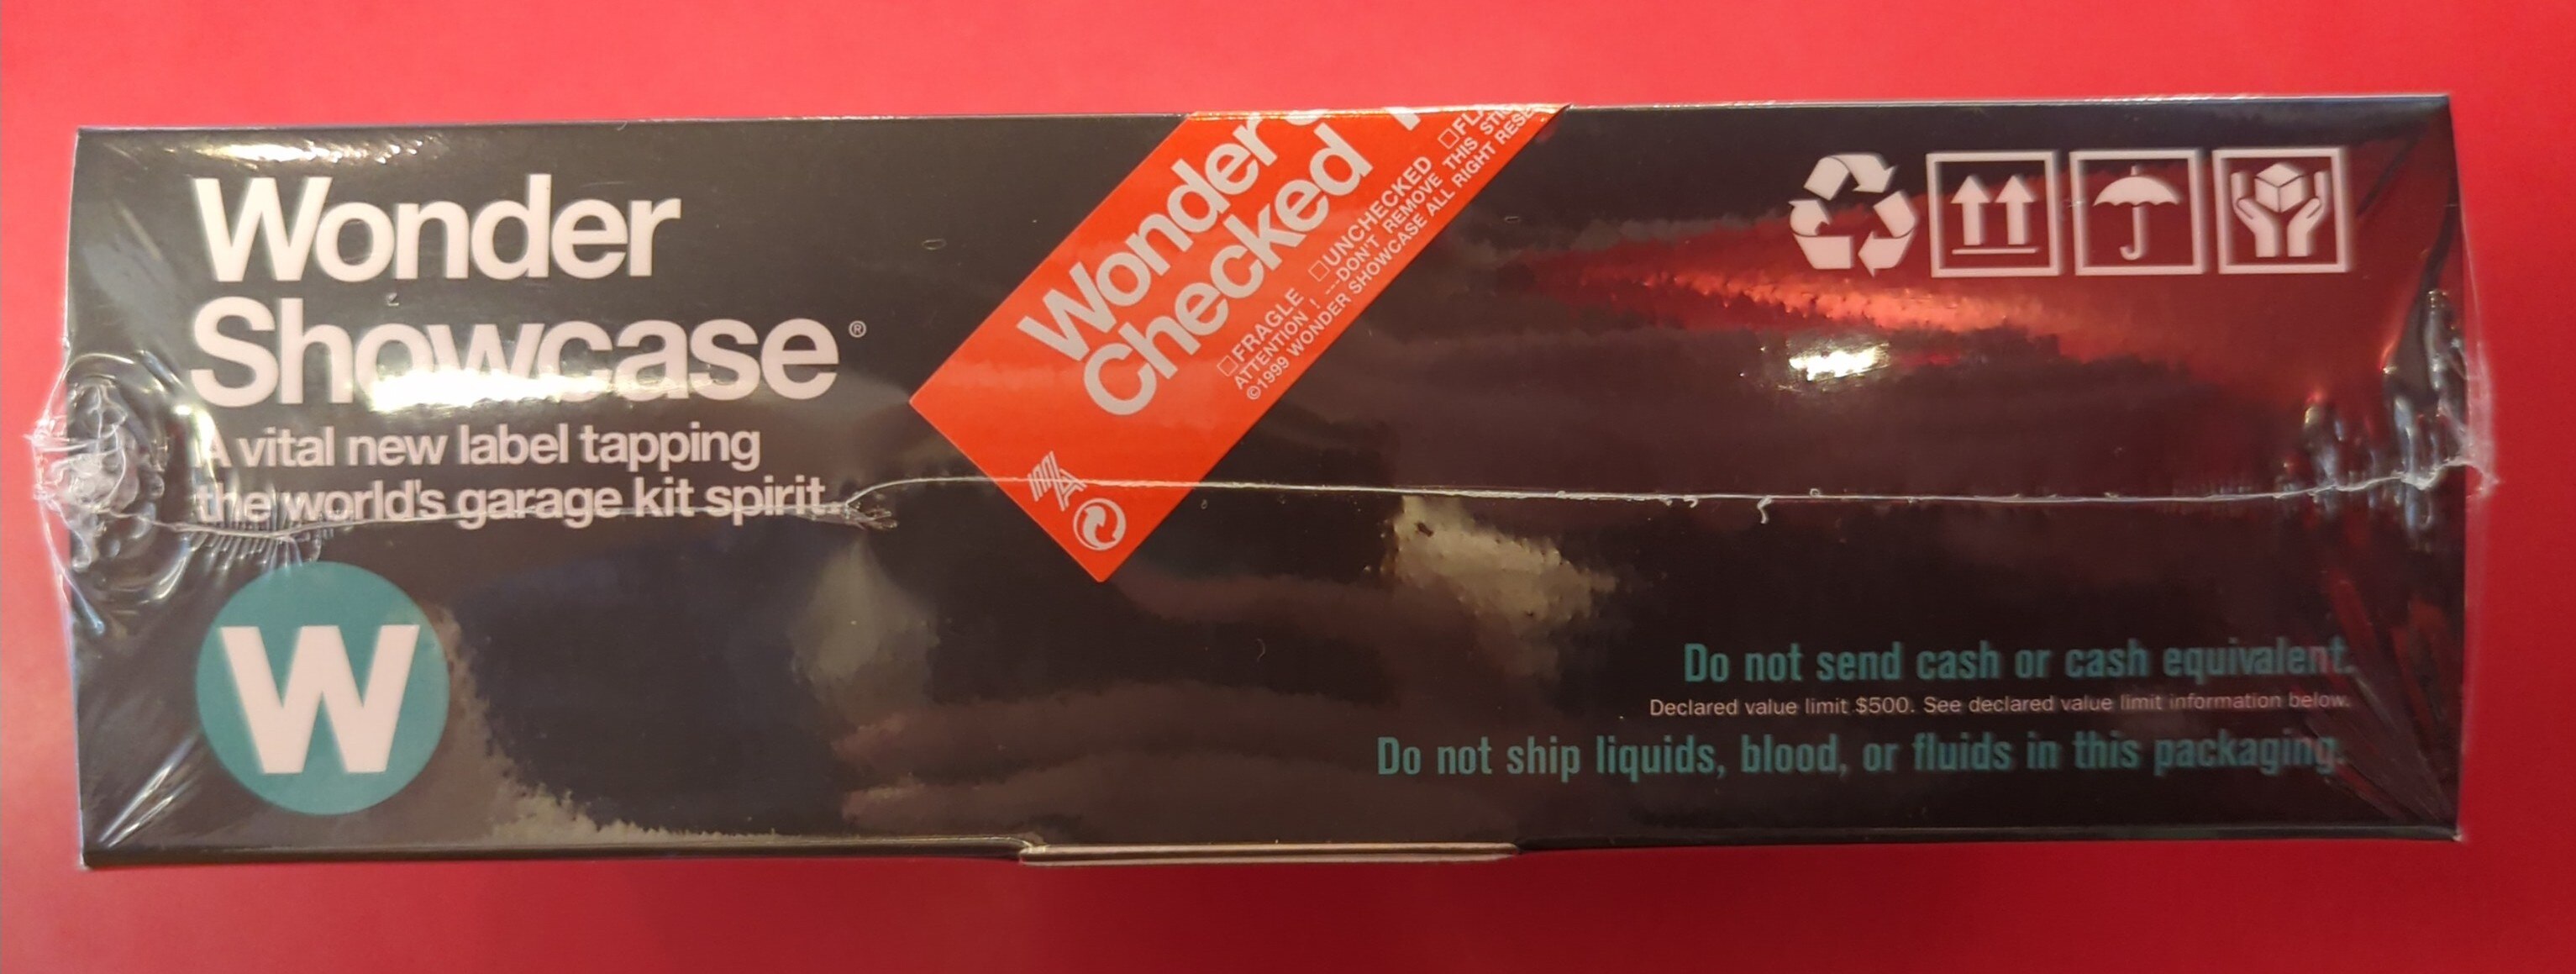 Wonder
Showcase®
A vital new label tapping
the world's garage kit spirit.
W
Wonder
Checked
□FRAGLE □UNCHECKED
ATTENTION ! ---DON'T REMOVE THIS
©1999 WONDER SHOWCASE ALL RIGHT
Do not send cash or cash equivalent.
Declared value limit $500. See declared value limit information below.
Do not ship liquids, blood, or fluids in this packaging.